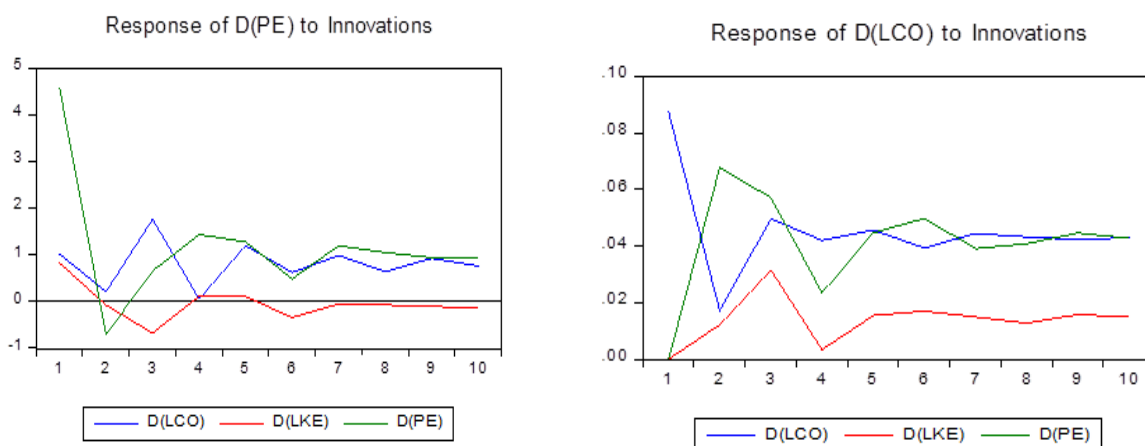 Response of D(PE) to Innovations
5
4
3
2
1
0
-1
1 2 3 4 5 6 7 8 9 10
D(LCO) D(LKE) D(PE)
Response of D(LCO) to Innovations
.10
.08
.06
.04
.02
.00
1 2 3 4 5 6 7 8 9 10
D(LCO) D(LKE) D(PE)